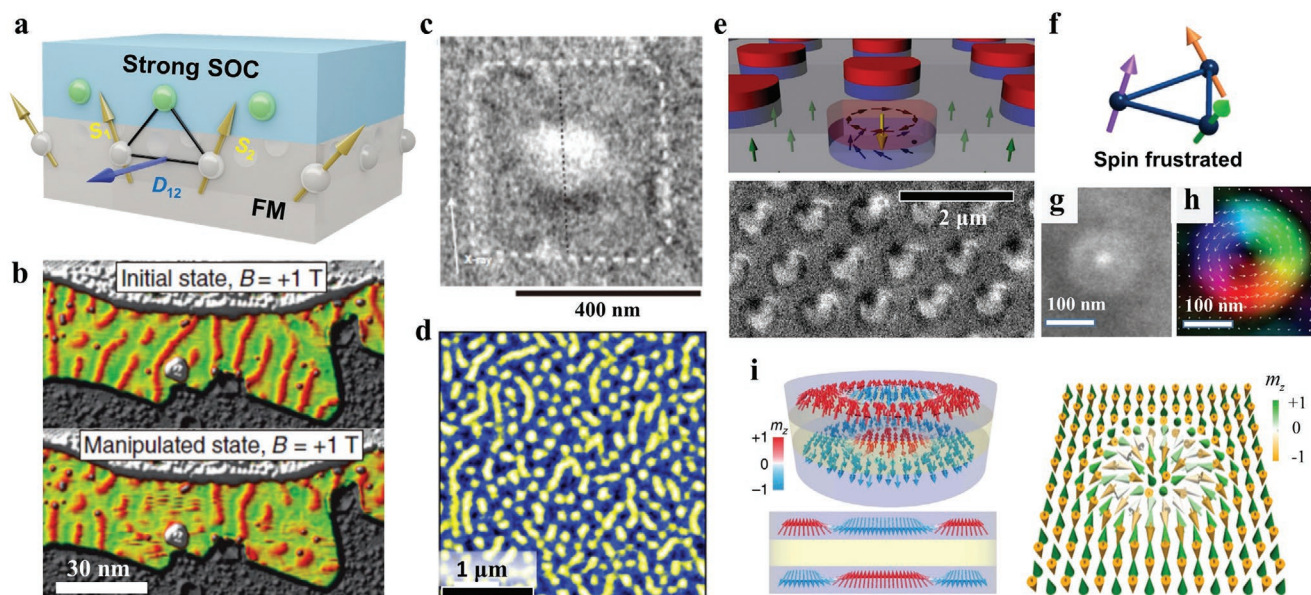 a
Strong SOC
S1
S2
D12
FM
b
Initial state, B = +1 T
Manipulated state, B = +1 T
30 nm
c
X-ray
400 nm
d
1 µm
e
2 µm
f
Spin frustrated
g
100 nm
h
100 nm
i
mz
+1
0
−1
mz
+1
0
-1